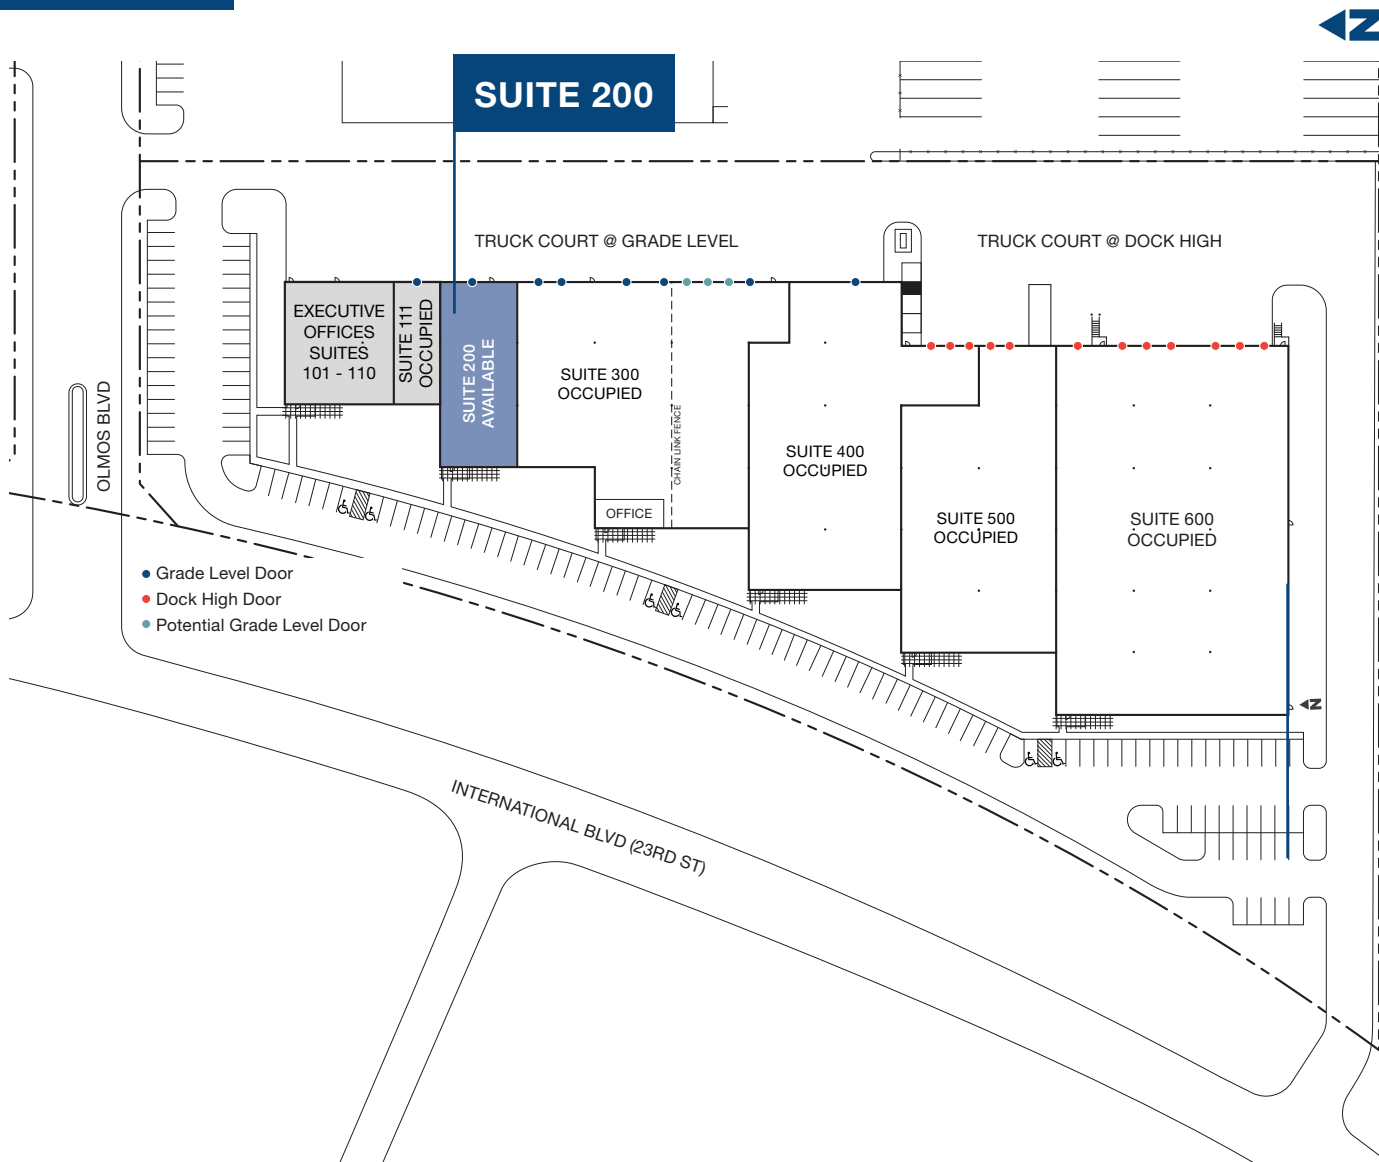 N
SUITE 200
TRUCK COURT @ GRADE LEVEL
TRUCK COURT @ DOCK HIGH
EXECUTIVE
OFFICES
SUITES
101 - 110
SUITE 111
OCCUPIED
SUITE 200
AVAILABLE
SUITE 300
OCCUPIED
CHAIN LINK FENCE
OFFICE
SUITE 400
OCCUPIED
SUITE 500
OCCUPIED
SUITE 600
OCCUPIED
OLMOS BLVD
Grade Level Door
Dock High Door
Potential Grade Level Door
N
INTERNATIONAL BLVD (23RD ST)